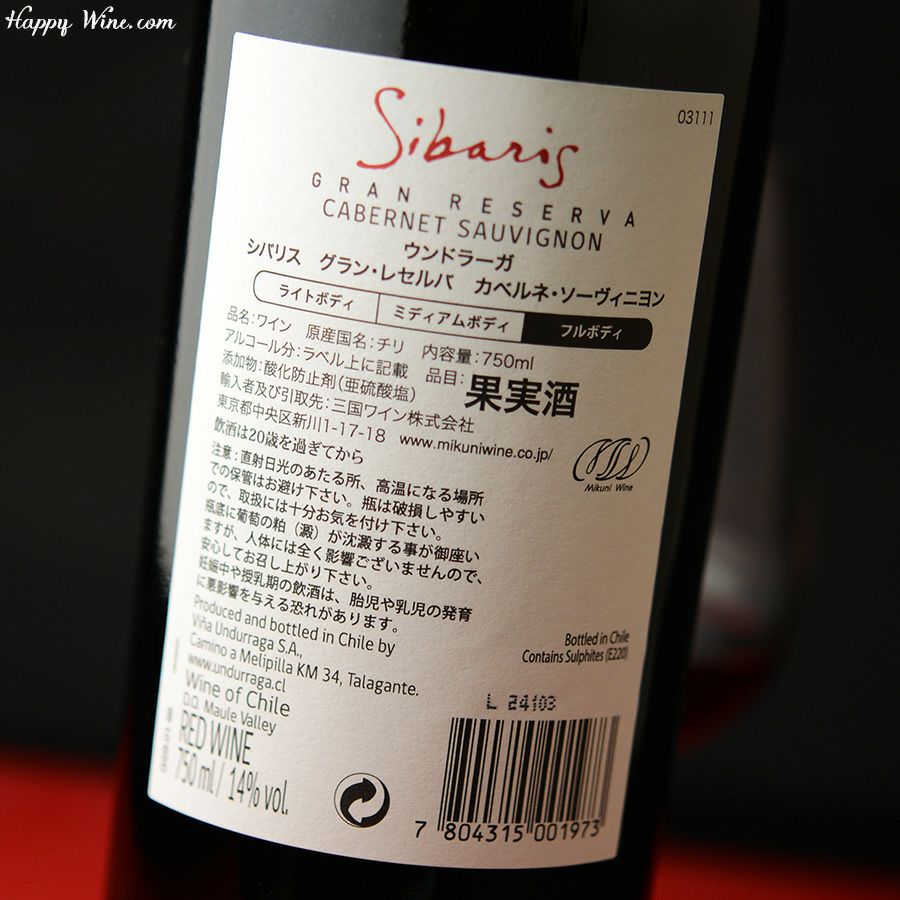 Happy Wine.com
03111
Sibaris
GRAN RESERVA
CABERNET SAUVIGNON
ウンドラーガ
シバリス グラン・レセルバ カベルネ・ソーヴィニヨン
ライトボディ ミディアムボディ フルボディ
品名：ワイン 原産国名：チリ 内容量：750ml
アルコール分：ラベル上に記載 品目：果実酒
添加物：酸化防止剤（亜硫酸塩）
輸入者及び引取先：三国ワイン株式会社
東京都中央区新川1-17-18 www.mikuniwine.co.jp/
飲酒は20歳を過ぎてから
Mikuni Wine
注意：直射日光のあたる所、高温になる場所
での保管はお避け下さい。瓶は破損しやすい
ので、取扱には十分お気を付け下さい。
瓶底に葡萄の粕（澱）が沈澱する事が御座い
ますが、人体には全く影響ございませんので、
安心してお召し上がり下さい。
妊娠中や授乳期の飲酒は、胎児や乳児の発育
に悪影響を与える恐れがあります。
Produced and bottled in Chile by
Viña Undurraga S.A.,
Camino a Melipilla KM 34, Talagante.
www.undurraga.cl
Wine of Chile
D.O. Maule Valley
RED WINE
750 ml / 14% vol.
Bottled in Chile
Contains Sulphites (E220)
L 24103
7 804315 001973